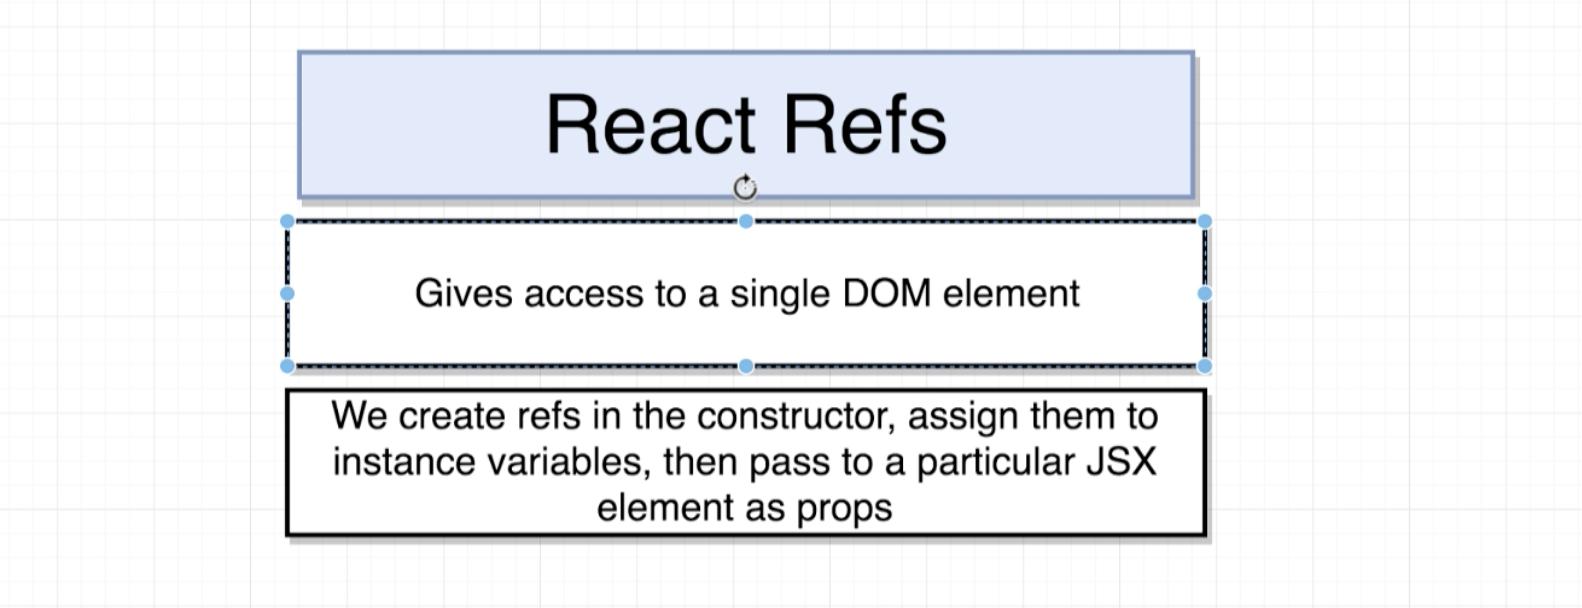 React Refs
Gives access to a single DOM element
We create refs in the constructor, assign them to
instance variables, then pass to a particular JSX
element as props